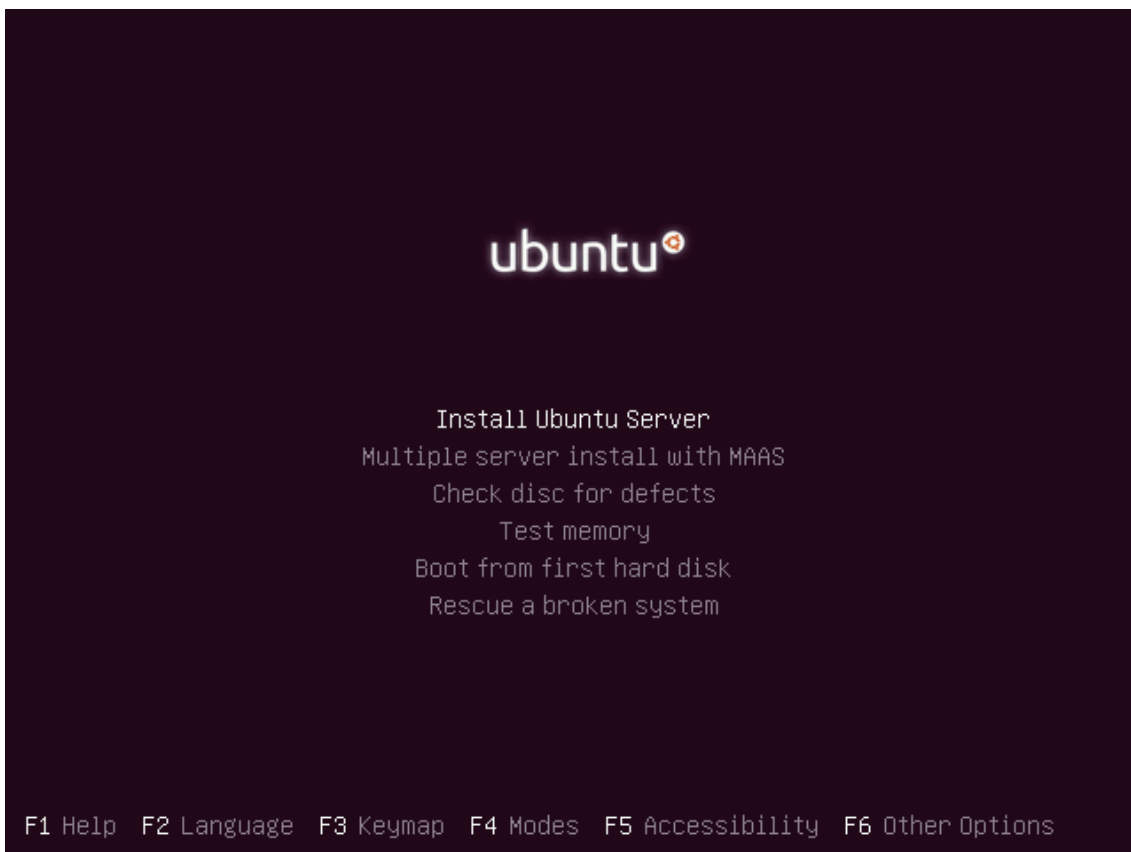 ubuntu
Install Ubuntu Server
Multiple server install with MAAS
Check disc for defects
Test memory
Boot from first hard disk
Rescue a broken system
F1 Help F2 Language F3 Keymap F4 Modes F5 Accessibility F6 Other Options